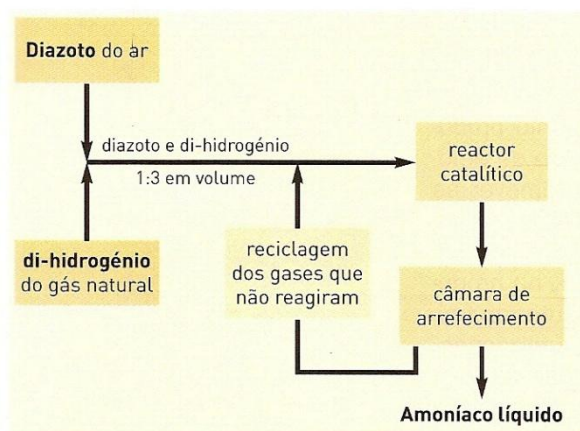 Diazoto do ar
diazoto e di-hidrogénio
1:3 em volume
reactor
catalítico
di-hidrogénio
do gás natural
reciclagem
dos gases que
não reagiram
câmara de
arrefecimento
Amoníaco líquido